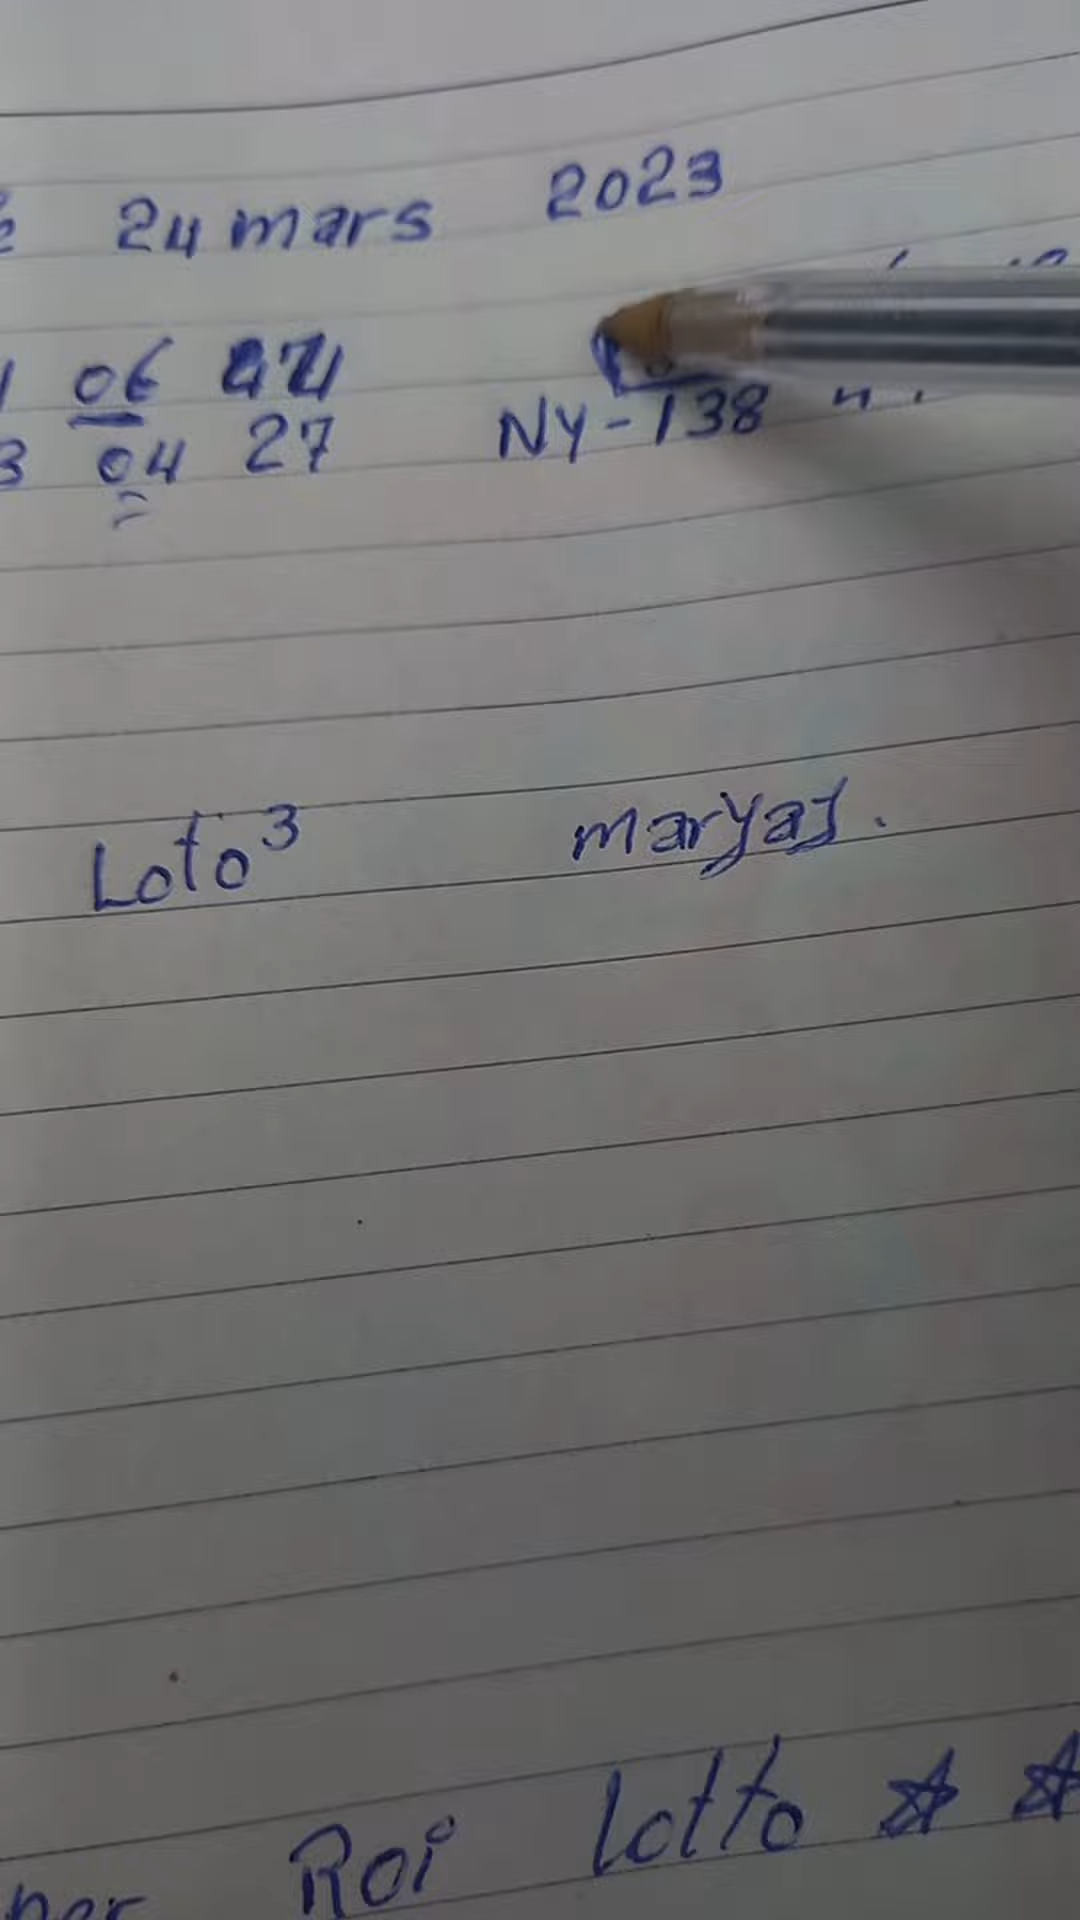 24 mars 2023
06
3 04 27 NY-138
Loto³ maryaj.
Roi lotto ☆ ☆